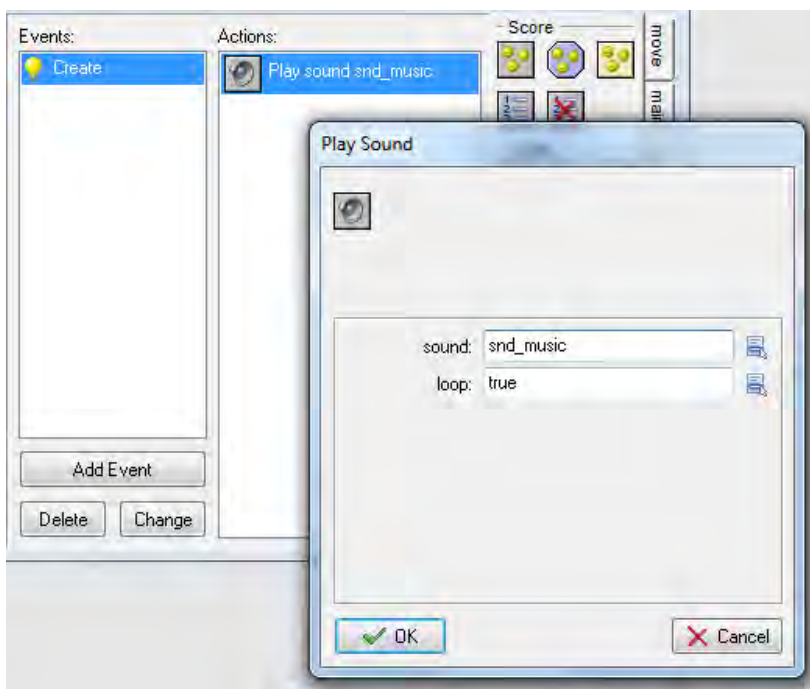 Events:
Actions:
Score
move
Create
Play sound snd_music
Play Sound
sound:
snd_music
loop:
true
Add Event
Delete
Change
OK
Cancel